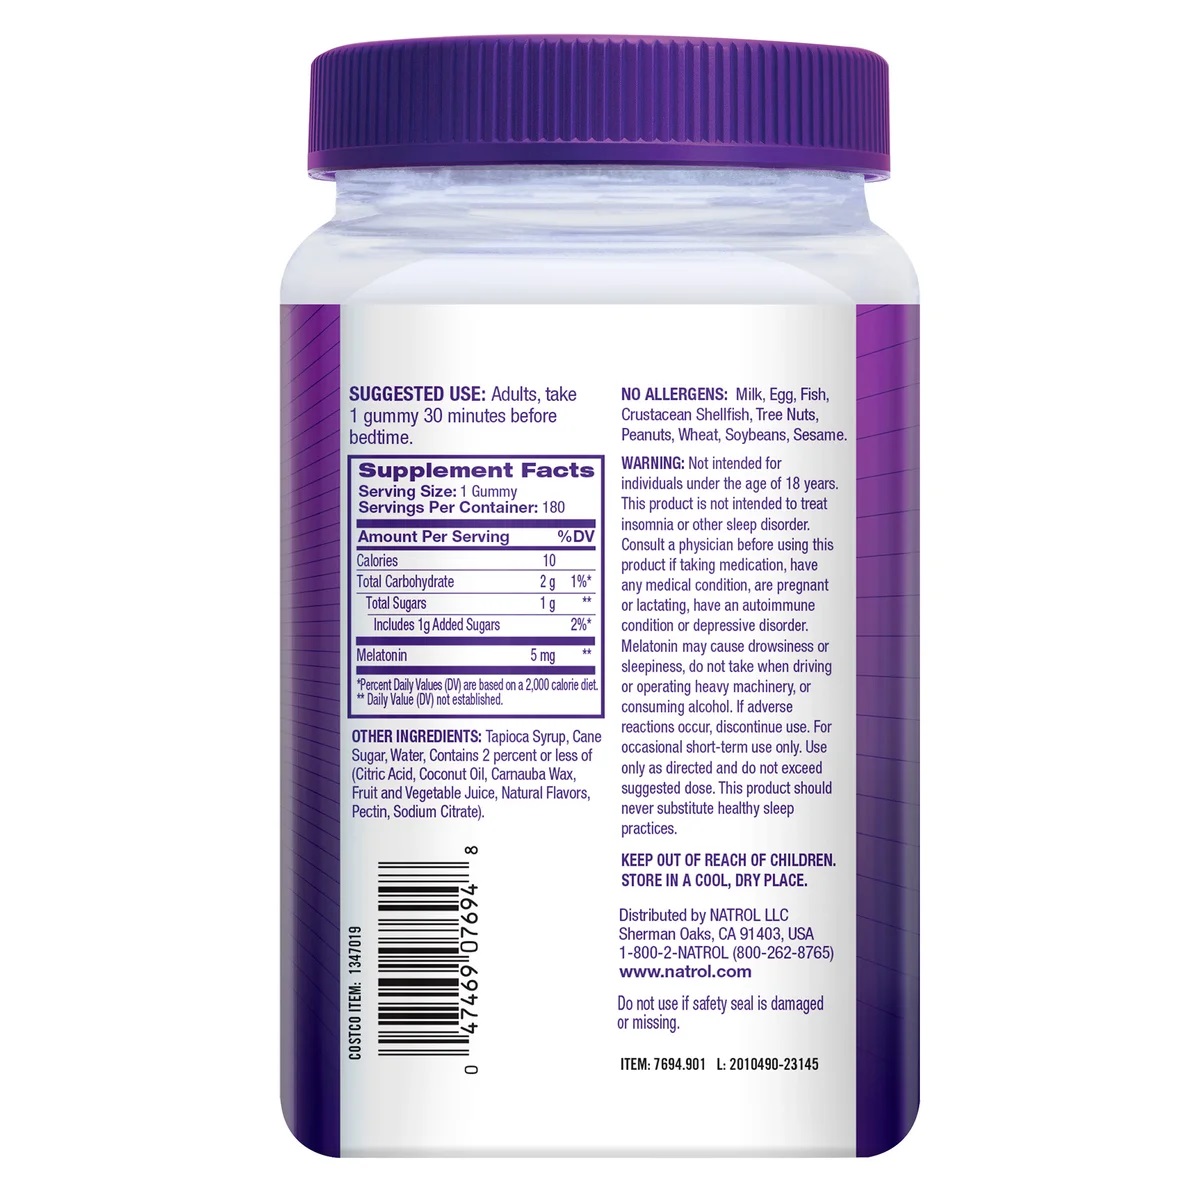 SUGGESTED USE: Adults, take
1 gummy 30 minutes before
bedtime.
Supplement Facts
Serving Size: 1 Gummy
Servings Per Container: 180
Amount Per Serving %DV
Calories 10
Total Carbohydrate 2 g 1%*
Total Sugars 1 g **
Includes 1g Added Sugars 2%*
Melatonin 5 mg **
*Percent Daily Values (DV) are based on a 2,000 calorie diet.
** Daily Value (DV) not established.
OTHER INGREDIENTS: Tapioca Syrup, Cane
Sugar, Water, Contains 2 percent or less of
(Citric Acid, Coconut Oil, Carnauba Wax,
Fruit and Vegetable Juice, Natural Flavors,
Pectin, Sodium Citrate).
COSTCO ITEM: 1347019
0 47469 07694 8
NO ALLERGENS: Milk, Egg, Fish,
Crustacean Shellfish, Tree Nuts,
Peanuts, Wheat, Soybeans, Sesame.
WARNING: Not intended for
individuals under the age of 18 years.
This product is not intended to treat
insomnia or other sleep disorder.
Consult a physician before using this
product if taking medication, have
any medical condition, are pregnant
or lactating, have an autoimmune
condition or depressive disorder.
Melatonin may cause drowsiness or
sleepiness, do not take when driving
or operating heavy machinery, or
consuming alcohol. If adverse
reactions occur, discontinue use. For
occasional short-term use only. Use
only as directed and do not exceed
suggested dose. This product should
never substitute healthy sleep
practices.
KEEP OUT OF REACH OF CHILDREN.
STORE IN A COOL, DRY PLACE.
Distributed by NATROL LLC
Sherman Oaks, CA 91403, USA
1-800-2-NATROL (800-262-8765)
www.natrol.com
Do not use if safety seal is damaged
or missing.
ITEM: 7694.901 L: 2010490-23145